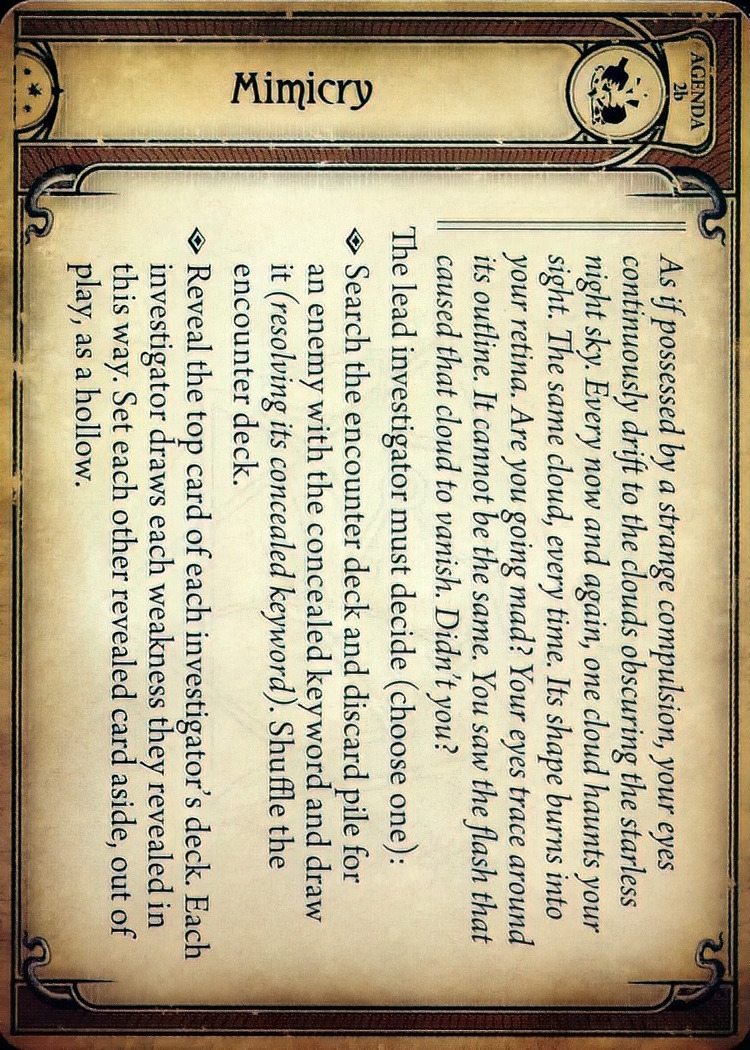 AGENDA
2b
Mimicry
As if possessed by a strange compulsion, your eyes
continuously drift to the clouds obscuring the starless
night sky. Every now and again, one cloud haunts your
sight. The same cloud, every time. Its shape burns into
your retina. Are you going mad? Your eyes trace around
its outline. It cannot be the same. You saw the flash that
caused that cloud to vanish. Didn't you?
The lead investigator must decide (choose one):
Search the encounter deck and discard pile for
an enemy with the concealed keyword and draw
it (resolving its concealed keyword). Shuffle the
encounter deck.
Reveal the top card of each investigator's deck. Each
investigator draws each weakness they revealed in
this way. Set each other revealed card aside, out of
play, as a hollow.